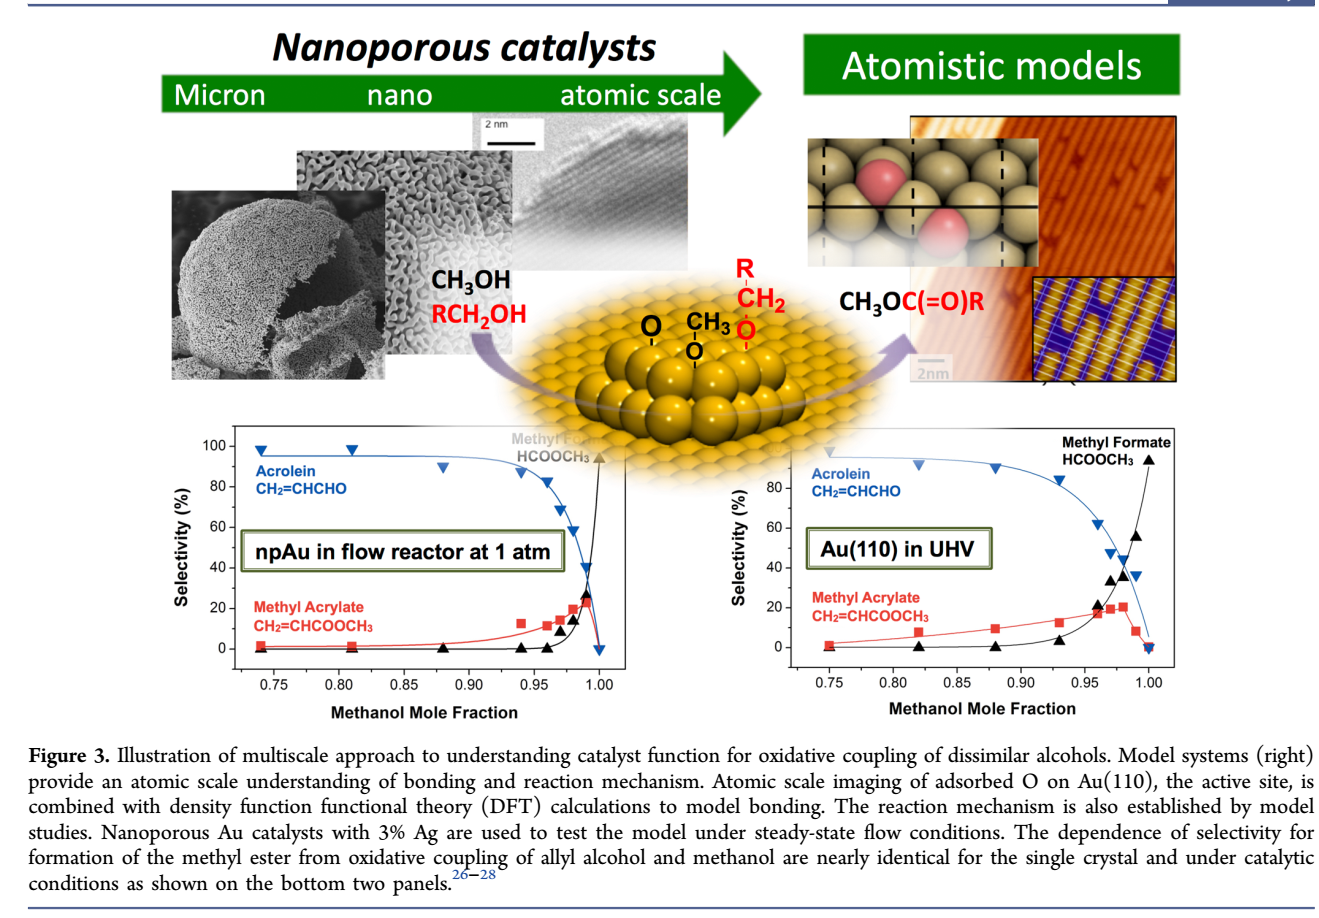 Nanoporous catalysts
Micron nano atomic scale
Atomistic models
2 nm
CH₃OH
RCH₂OH
R
CH₂
O
O
CH₃
O
CH₃OC(=O)R
2nm
Selectivity (%)
100
80
60
40
20
0
Acrolein
CH₂=CHCHO
Methyl Fo
HCOOCH₃
npAu in flow reactor at 1 atm
Methyl Acrylate
CH₂=CHCOOCH₃
0.75 0.80 0.85 0.90 0.95 1.00
Methanol Mole Fraction
Selectivity (%)
80
60
40
20
0
Methyl Formate
HCOOCH₃
Acrolein
CH₂=CHCHO
Au(110) in UHV
Methyl Acrylate
CH₂=CHCOOCH₃
0.75 0.80 0.85 0.90 0.95 1.00
Methanol Mole Fraction
Figure 3. Illustration of multiscale approach to understanding catalyst function for oxidative coupling of dissimilar alcohols. Model systems (right)
provide an atomic scale understanding of bonding and reaction mechanism. Atomic scale imaging of adsorbed O on Au(110), the active site, is
combined with density function functional theory (DFT) calculations to model bonding. The reaction mechanism is also established by model
studies. Nanoporous Au catalysts with 3% Ag are used to test the model under steady-state flow conditions. The dependence of selectivity for
formation of the methyl ester from oxidative coupling of allyl alcohol and methanol are nearly identical for the single crystal and under catalytic
conditions as shown on the bottom two panels.²⁶⁻²⁸